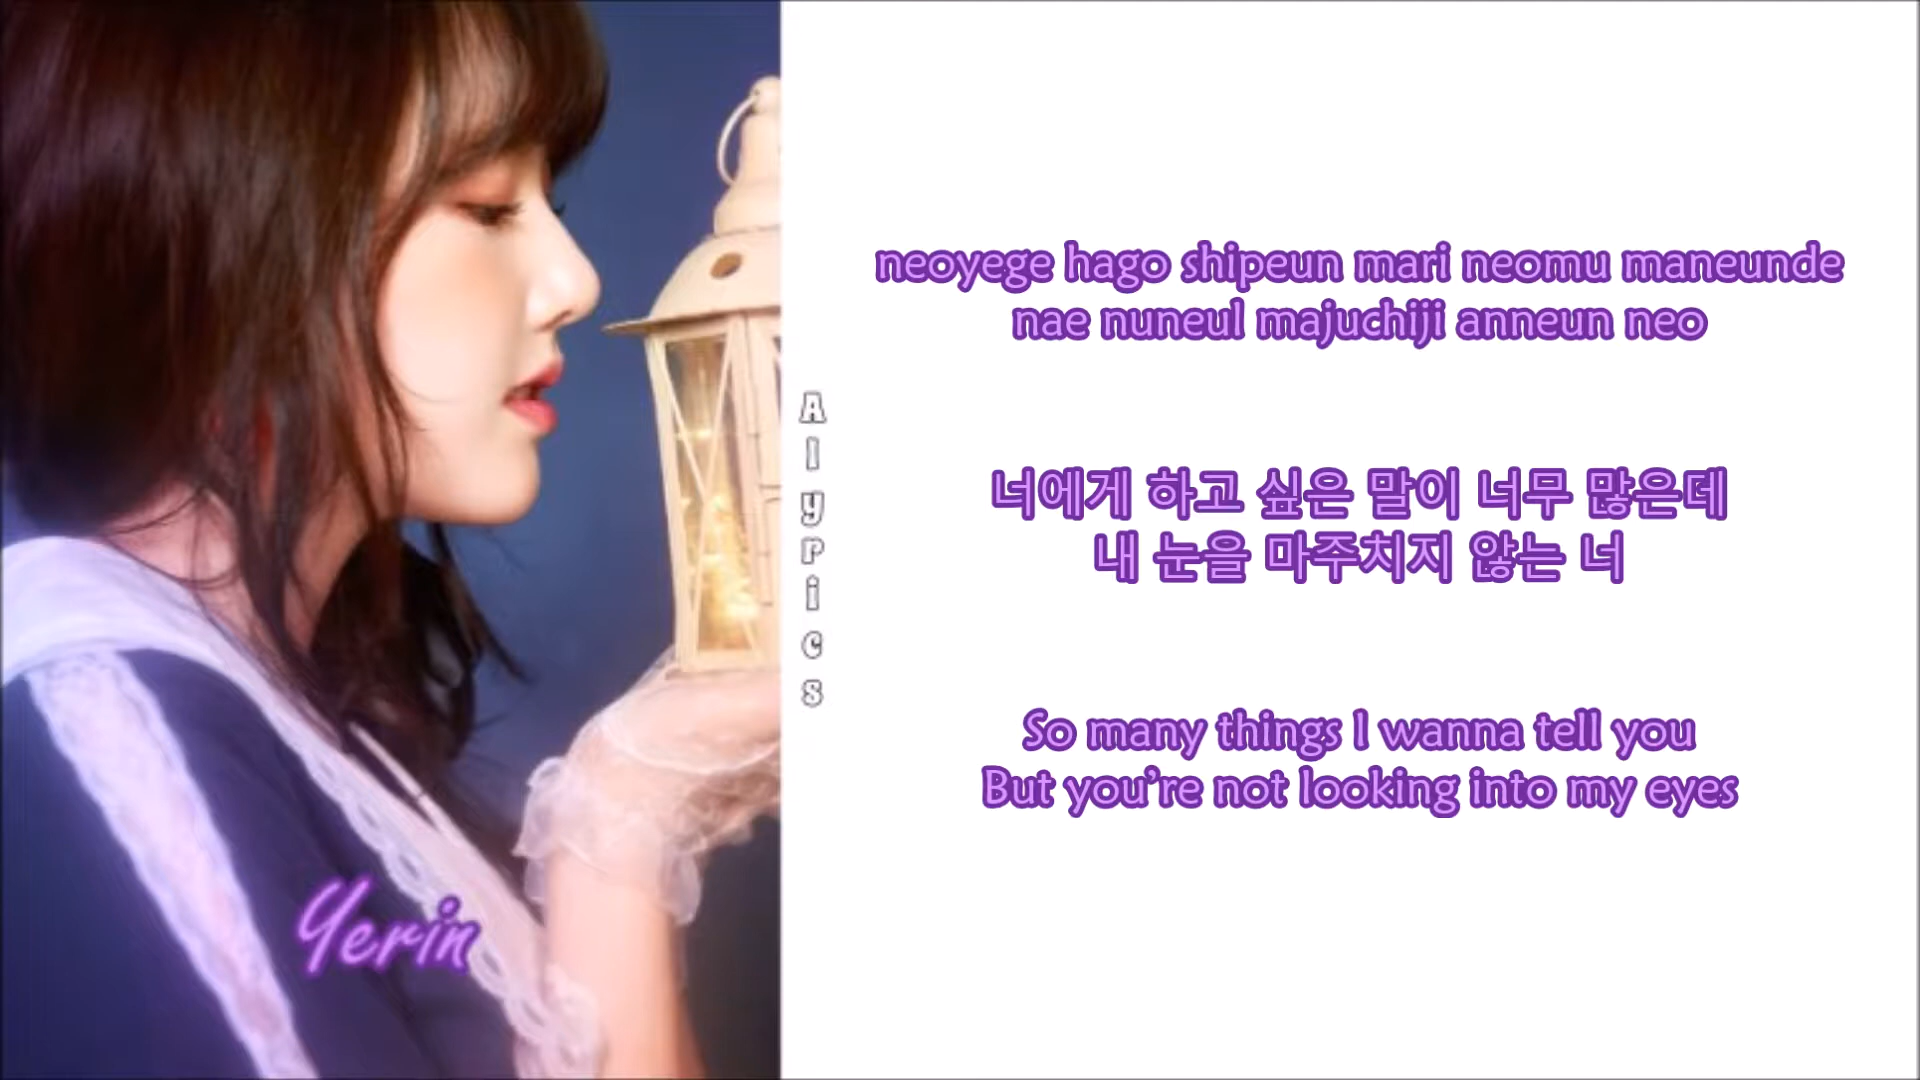 neoyege hago shipeun mari neomu maneunde
nae nuneul majuchiji anneun neo
너에게 하고 싶은 말이 너무 많은데
내 눈을 마주치지 않는 너
So many things I wanna tell you
But you're not looking into my eyes
Alyrics
Yerin